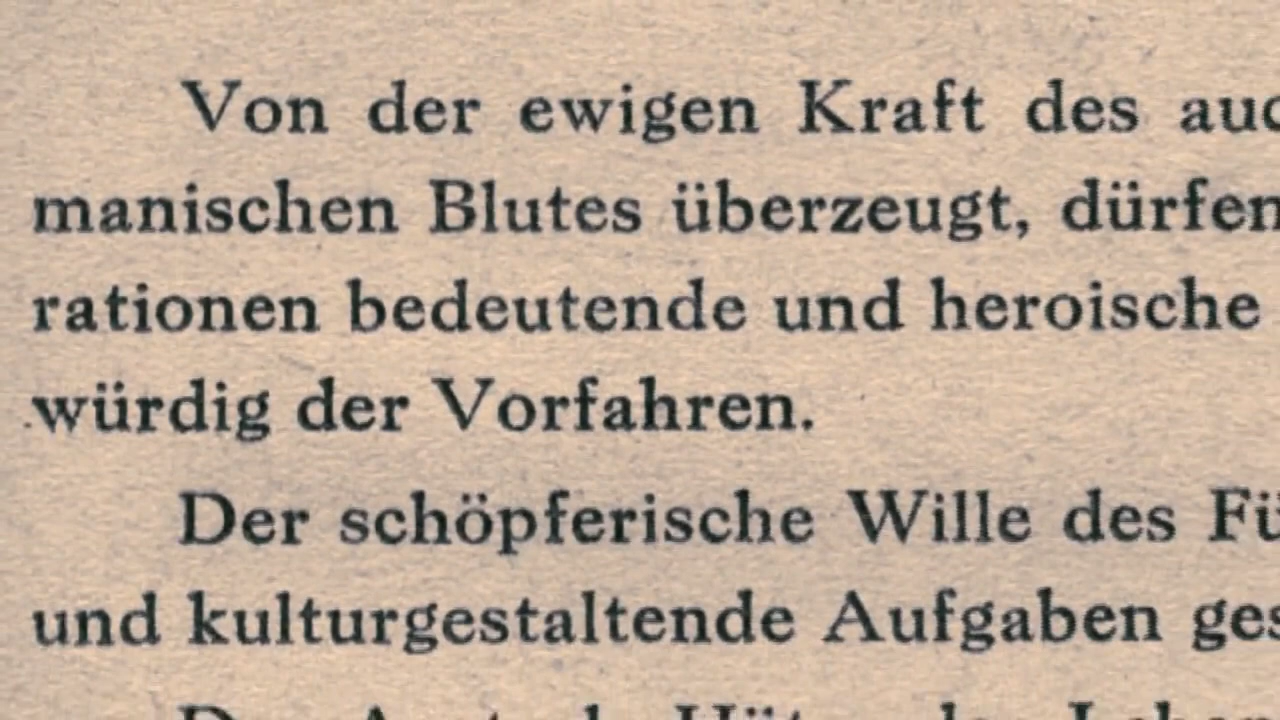 Von der ewigen Kraft des
manischen Blutes überzeugt, dürfen
rationen bedeutende und heroische
würdig der Vorfahren.
Der schöpferische Wille des
und kulturgestaltende Aufgaben